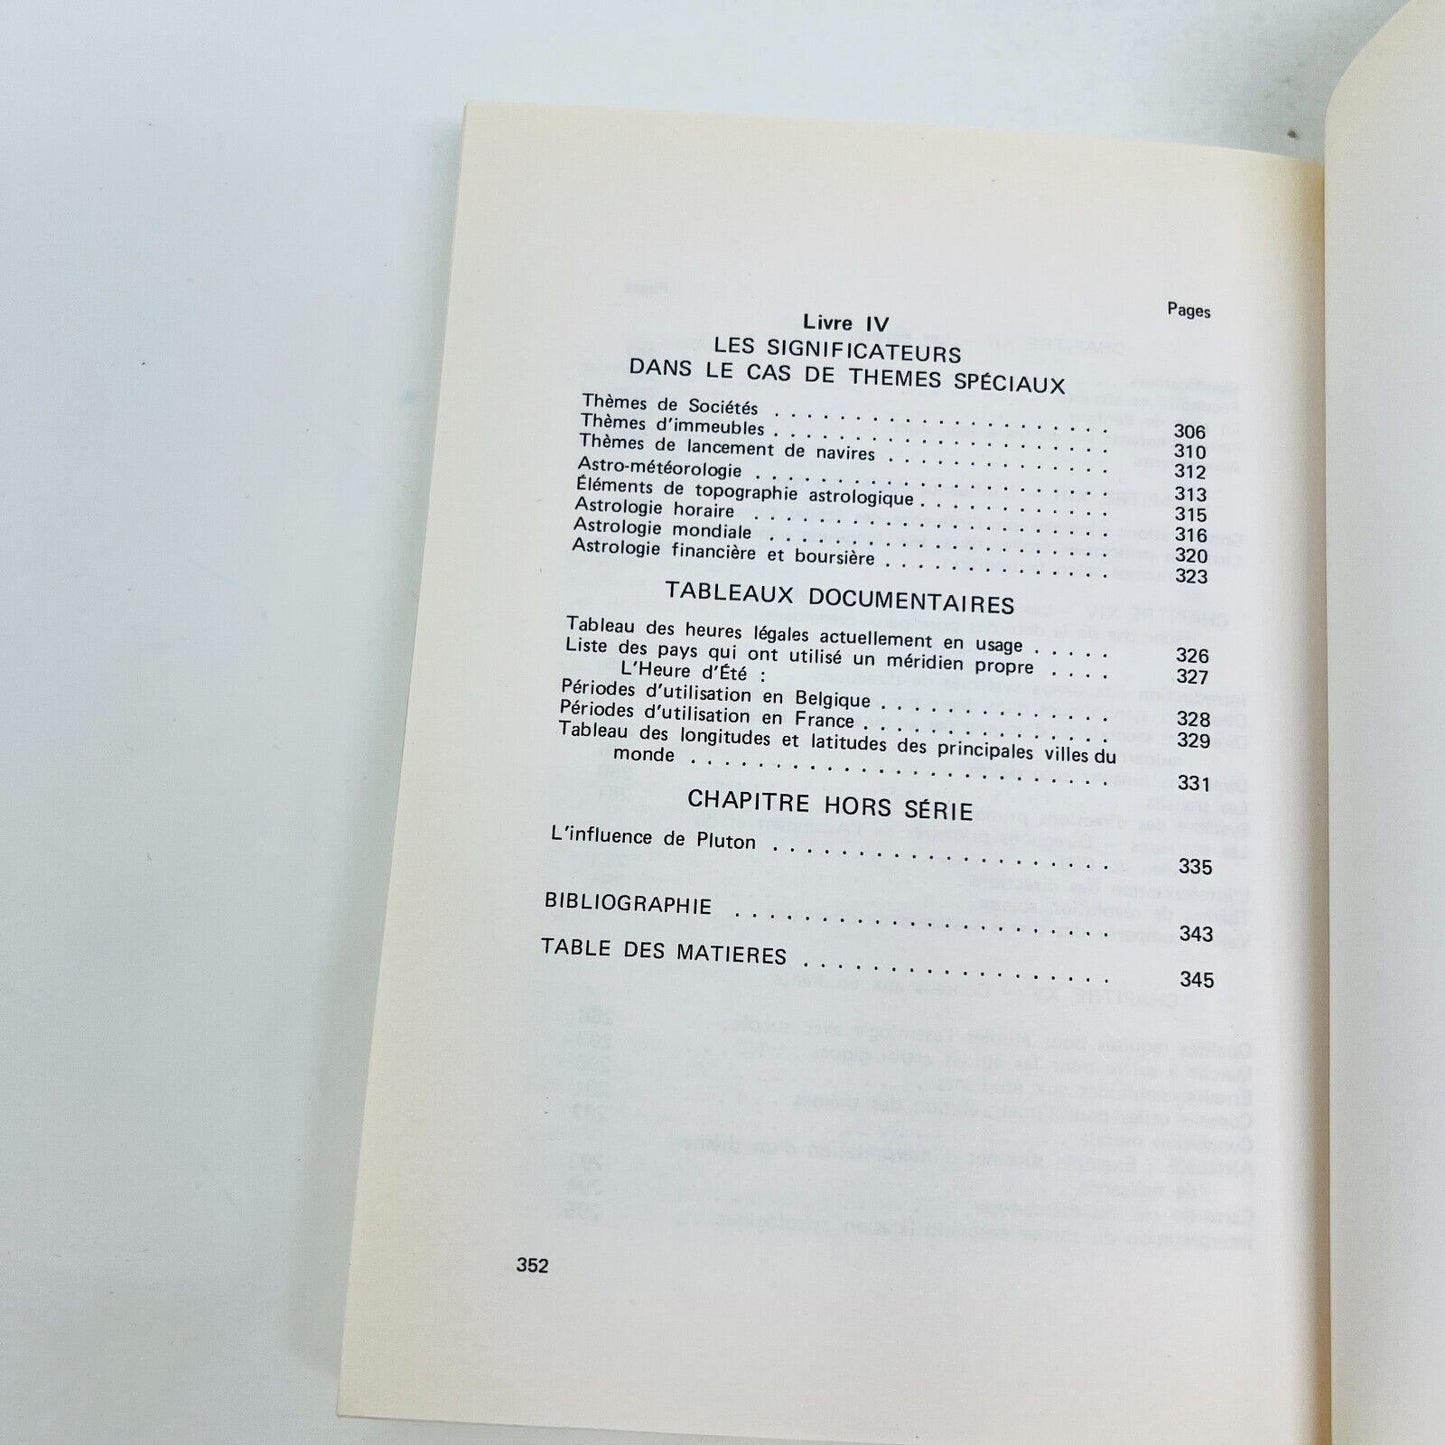 Pages
Livre IV
LES SIGNIFICATEURS
DANS LE CAS DE THEMES SPÉCIAUX
Thèmes de Sociétés . . . . . . . . . . . . . . . . . . . 306
Thèmes d'immeubles . . . . . . . . . . . . . . . . . . . 310
Thèmes de lancement de navires . . . . . . . . . . . . . 312
Astro-météorologie . . . . . . . . . . . . . . . . . . . . 313
Éléments de topographie astrologique . . . . . . . . . . . 315
Astrologie horaire . . . . . . . . . . . . . . . . . . . . 316
Astrologie mondiale . . . . . . . . . . . . . . . . . . . 320
Astrologie financière et boursière . . . . . . . . . . . . . 323
TABLEAUX DOCUMENTAIRES
Tableau des heures légales actuellement en usage . . . . . 326
Liste des pays qui ont utilisé un méridien propre . . . . 327
L'Heure d'Été :
Périodes d'utilisation en Belgique . . . . . . . . . . . . . 328
Périodes d'utilisation en France . . . . . . . . . . . . . . 329
Tableau des longitudes et latitudes des principales villes du
monde . . . . . . . . . . . . . . . . . . . . . . . 331
CHAPITRE HORS SÉRIE
L'influence de Pluton . . . . . . . . . . . . . . . . . . . 335
BIBLIOGRAPHIE . . . . . . . . . . . . . . . . . . . . . 343
TABLE DES MATIERES . . . . . . . . . . . . . . . . . . 345
352